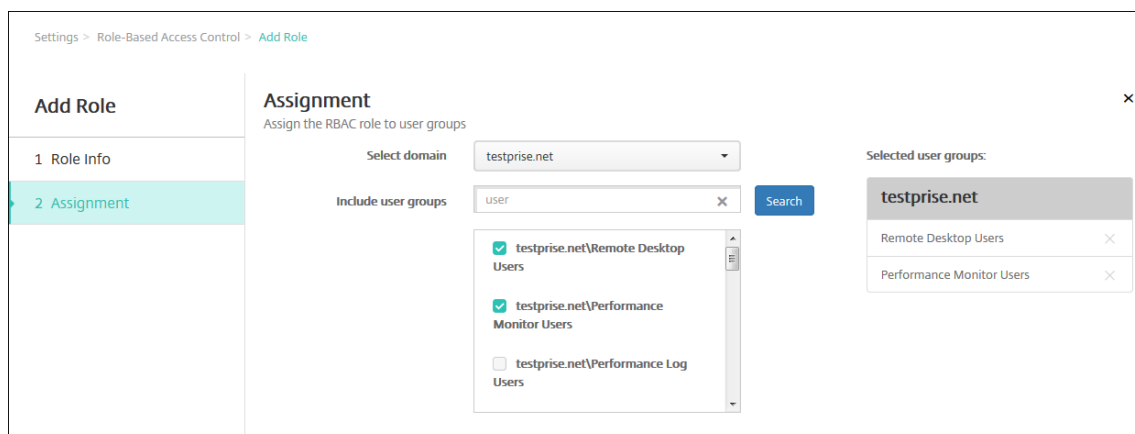 Settings > Role-Based Access Control > Add Role
Add Role
1 Role Info
2 Assignment
Assignment
Assign the RBAC role to user groups
Select domain
testprise.net
Include user groups
user
Search
testprise.net\Remote Desktop
Users
testprise.net\Performance
Monitor Users
testprise.net\Performance Log
Users
Selected user groups:
testprise.net
Remote Desktop Users
Performance Monitor Users